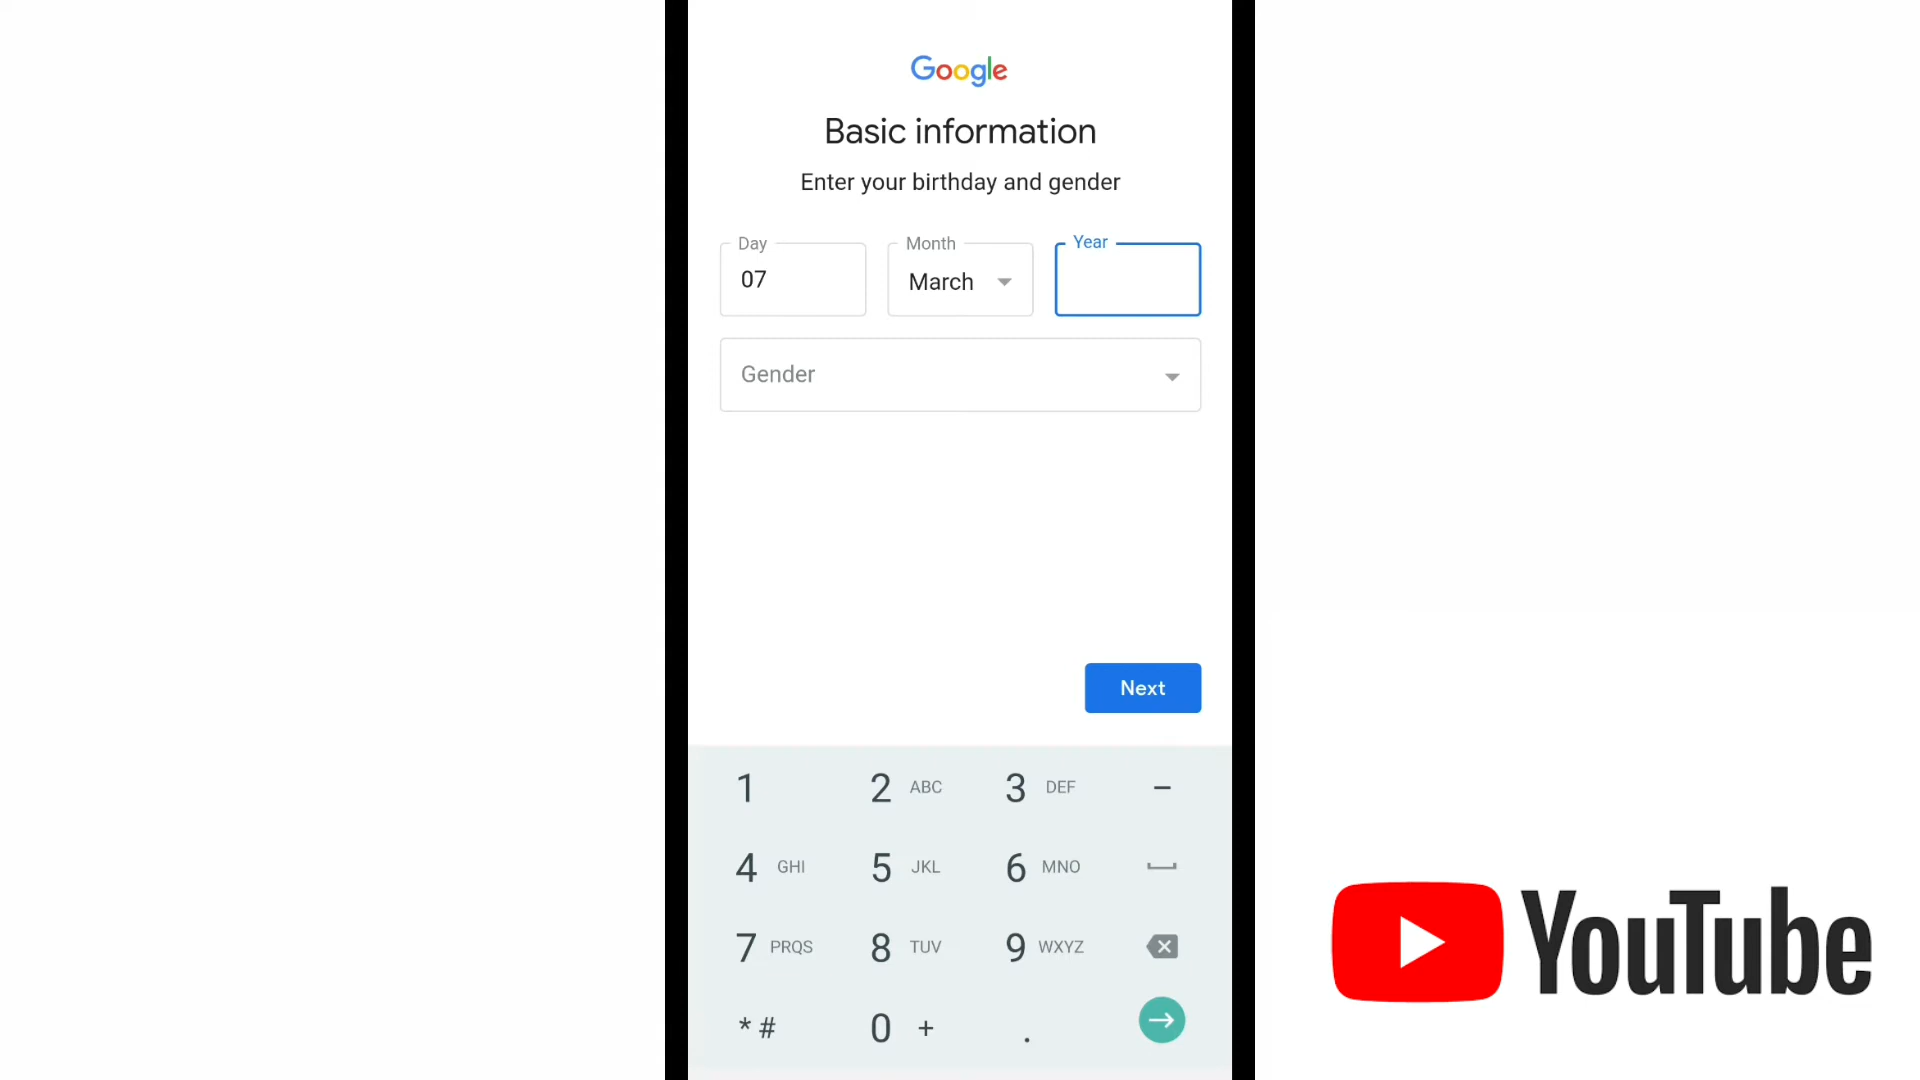 Google
Basic information
Enter your birthday and gender
Day Month Year
07 March
Gender
Next
1 2 ABC 3 DEF -
4 GHI 5 JKL 6 MNO
7 PRQS 8 TUV 9 WXYZ
* # 0 + .
YouTube